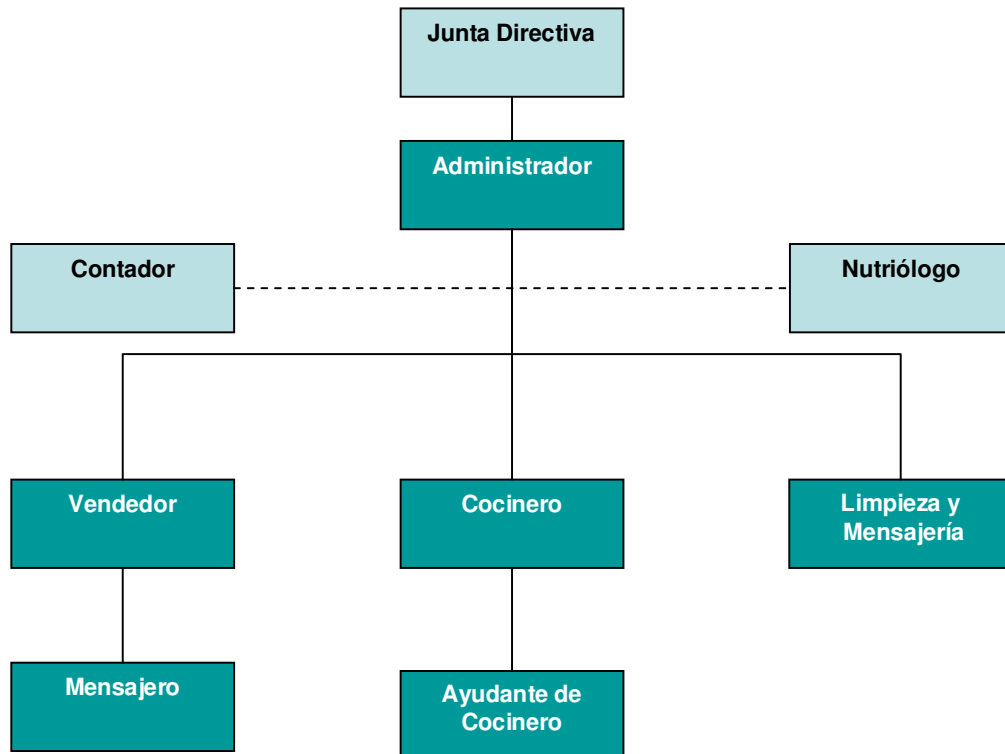 Junta Directiva
Administrador
Contador
Nutriólogo
Vendedor
Cocinero
Limpieza y
Mensajería
Mensajero
Ayudante de
Cocinero